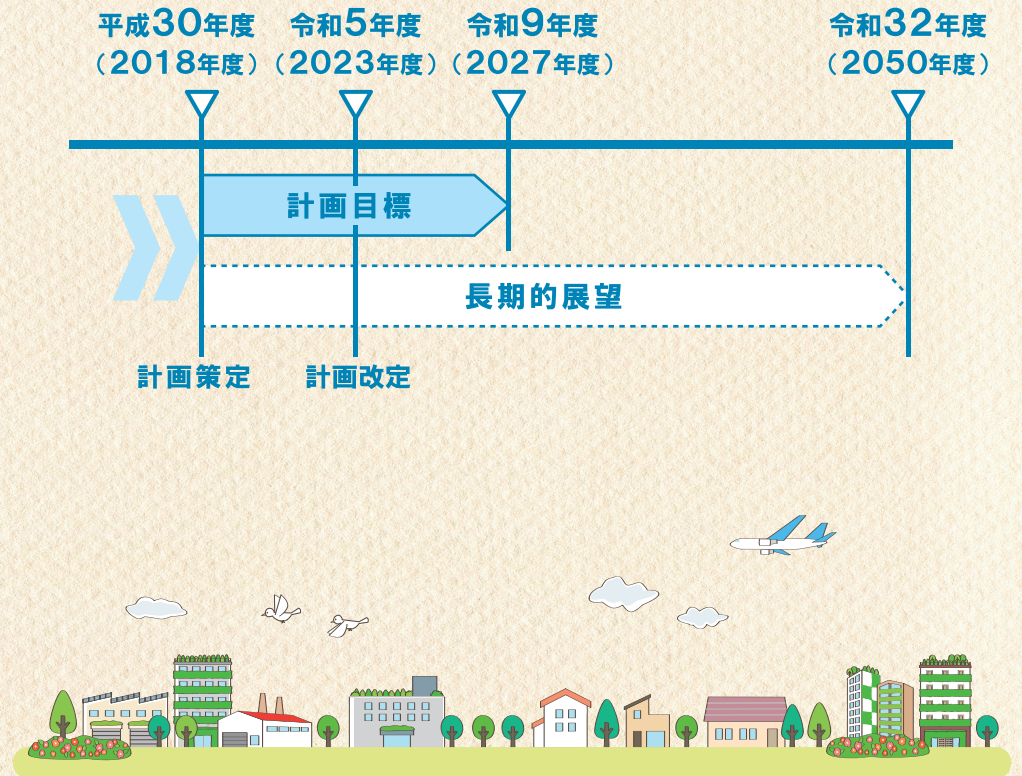 平成30年度 令和5年度 令和9年度 令和32年度
(2018年度) (2023年度) (2027年度) (2050年度)
計画目標
長期的展望
計画策定 計画改定